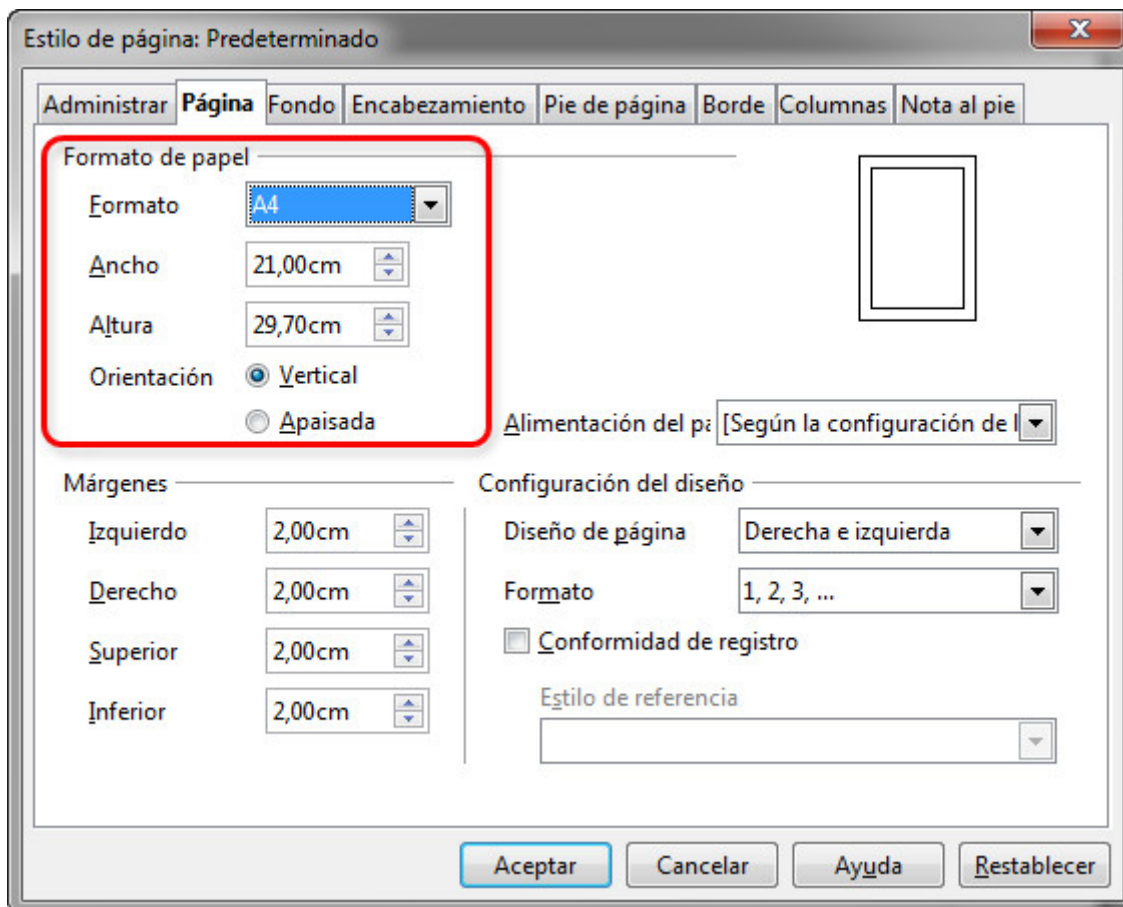 Estilo de página: Predeterminado
Administrar Página Fondo Encabezamiento Pie de página Borde Columnas Nota al pie
Formato de papel
Formato A4
Ancho 21,00cm
Altura 29,70cm
Orientación Vertical
Apaisada
Alimentación del pa [Según la configuración de l
Márgenes Configuración del diseño
Izquierdo 2,00cm Diseño de página Derecha e izquierda
Derecho 2,00cm Formato 1, 2, 3, ...
Superior 2,00cm Conformidad de registro
Estilo de referencia
Inferior 2,00cm
Aceptar Cancelar Ayuda Restablecer